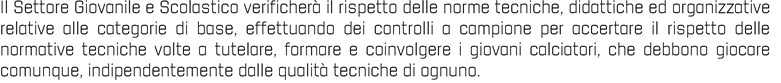 Il Settore Giovanile e Scolastico verificherà il rispetto delle norme tecniche, didattiche ed organizzative
relative alle categorie di base, effettuando dei controlli a campione per accertare il rispetto delle
normative tecniche volte a tutelare, formare e coinvolgere i giovani calciatori, che debbono giocare
comunque, indipendentemente dalle qualità tecniche di ognuno.